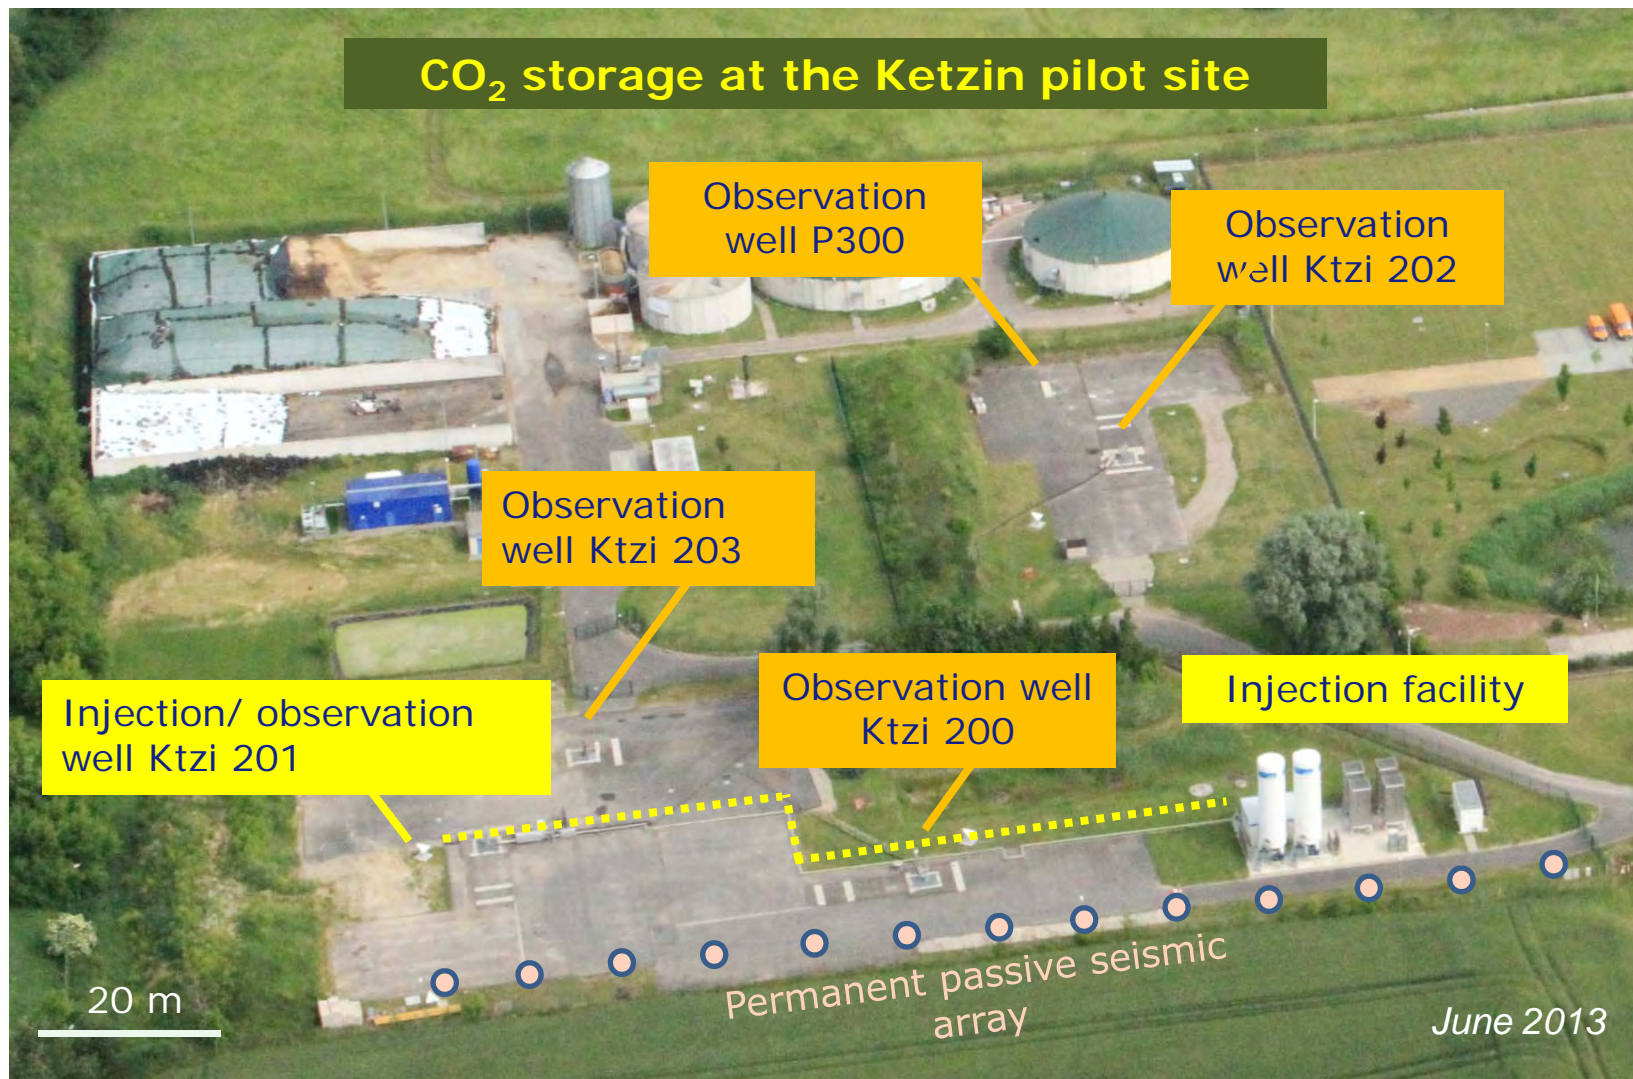 CO₂ storage at the Ketzin pilot site
Observation
well P300
Observation
well Ktzi 202
Observation
well Ktzi 203
Observation well
Ktzi 200
Injection facility
Injection/ observation
well Ktzi 201
Permanent passive seismic
array
20 m
June 2013